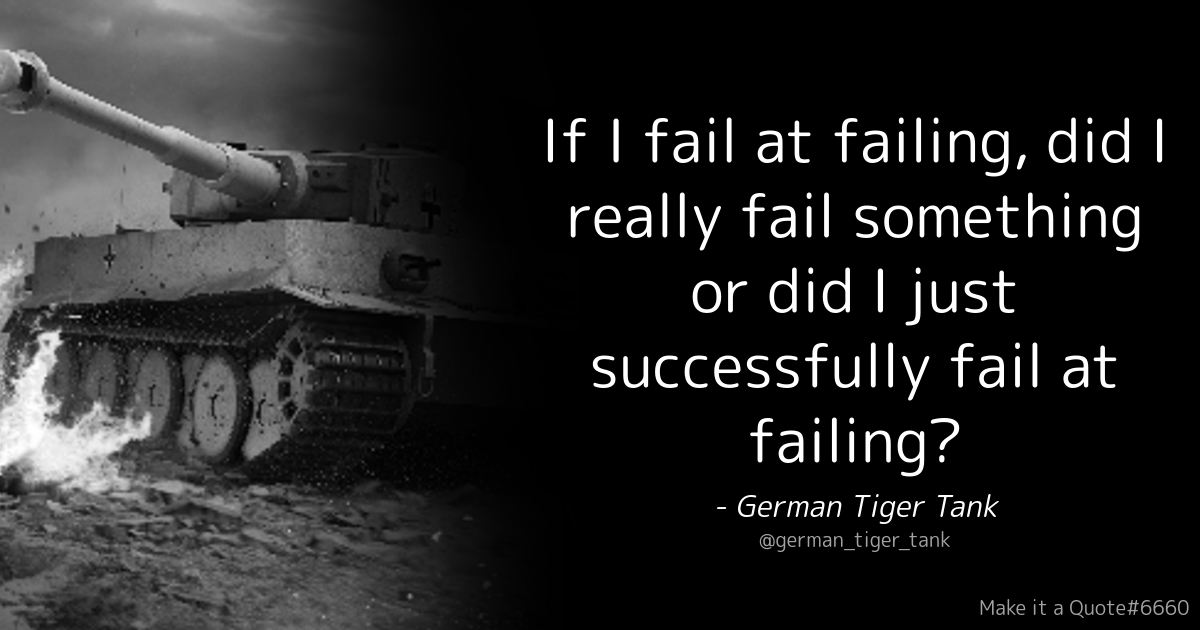 If I fail at failing, did I
really fail something
or did I just
successfully fail at
failing?
- German Tiger Tank
@german_tiger_tank
Make it a Quote#6660